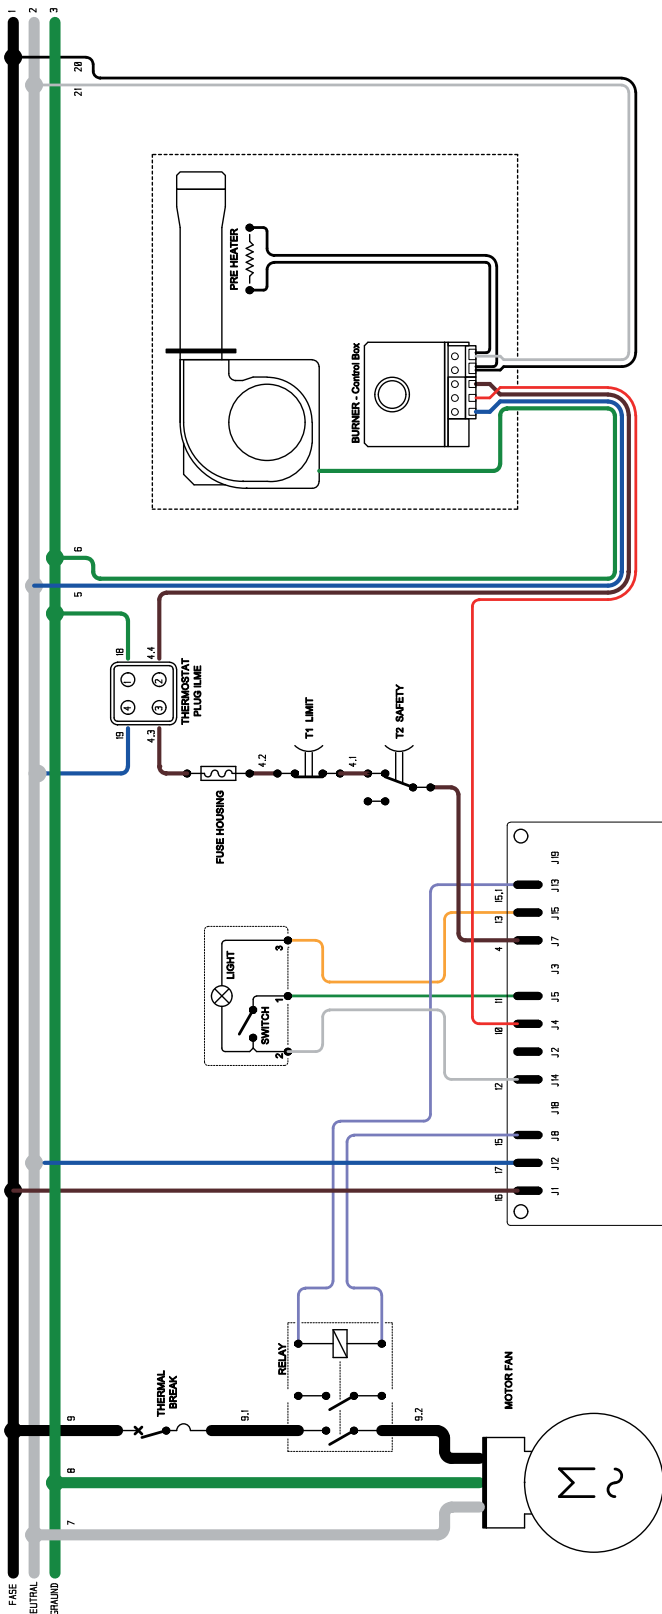 1
2
3
20
21
PRE HEATER
BURNER - Control Box
6
5
18
4.4
1
4
2
3
THERMOSTAT
PLUG ILME
19
4.3
FUSE HOUSING
4.2
T1 LIMIT
4.1
T2 SAFETY
LIGHT
SWITCH
3
1
2
15.1
13
4
11
10
12
15
17
16
J19
J13
J15
J7
J3
J5
J4
J2
J14
J18
J8
J12
J1
RELAY
THERMAL
BREAK
9
9.1
9.2
8
7
MOTOR FAN
M
~
FASE
EUTRAL
GRAUND